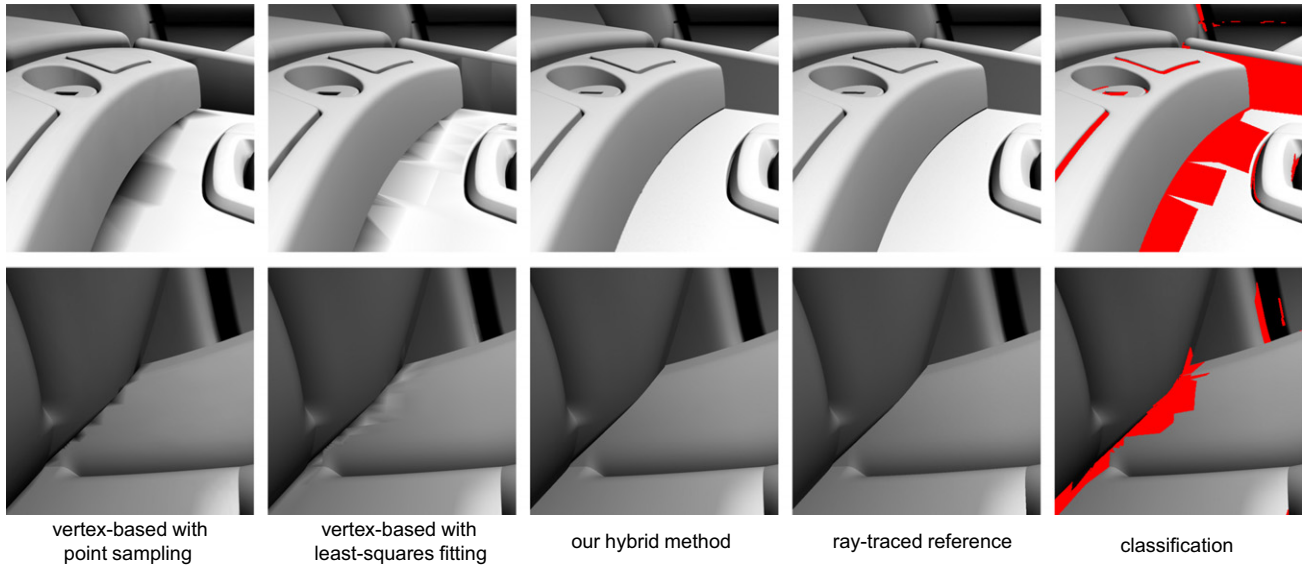 vertex-based with
point sampling
vertex-based with
least-squares fitting
our hybrid method
ray-traced reference
classification